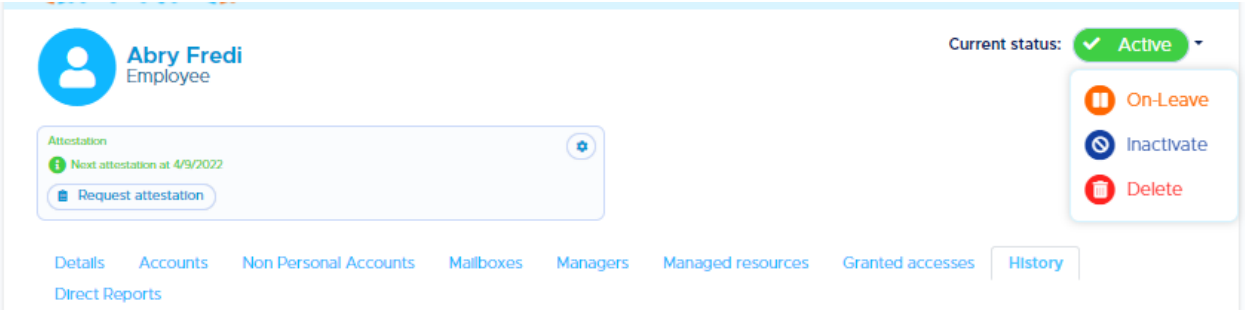 Abry Fredi
Employee
Current status: Active
On-Leave
Inactivate
Delete
Attestation
Next attestation at 4/9/2022
Request attestation
Details Accounts Non Personal Accounts Mailboxes Managers Managed resources Granted accesses History
Direct Reports